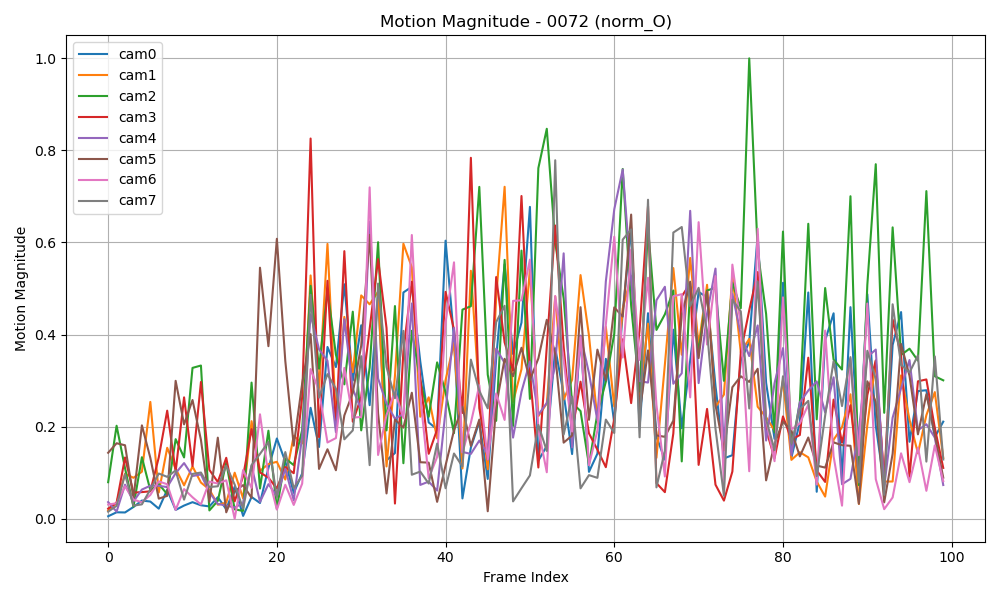 Motion Magnitude - 0072 (norm_O)
cam0
cam1
cam2
cam3
cam4
cam5
cam6
cam7
Motion Magnitude
1.0
0.8
0.6
0.4
0.2
0.0
0 20 40 60 80 100
Frame Index